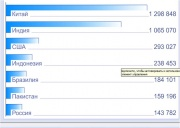 Китай 1 298 848
Индия 1 065 070
США 293 027
Индонезия 238 453
Бразилия 184 101
Пакистан 159 196
Россия 143 782